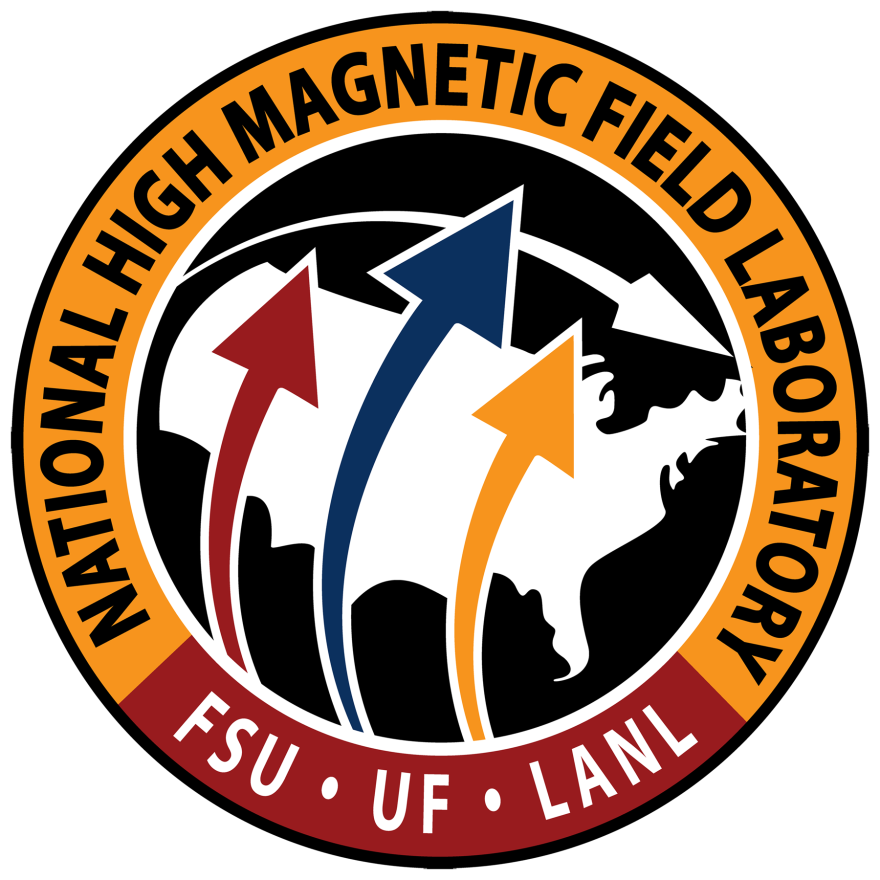 NATIONAL HIGH MAGNETIC FIELD LABORATORY
FSU • UF • LANL